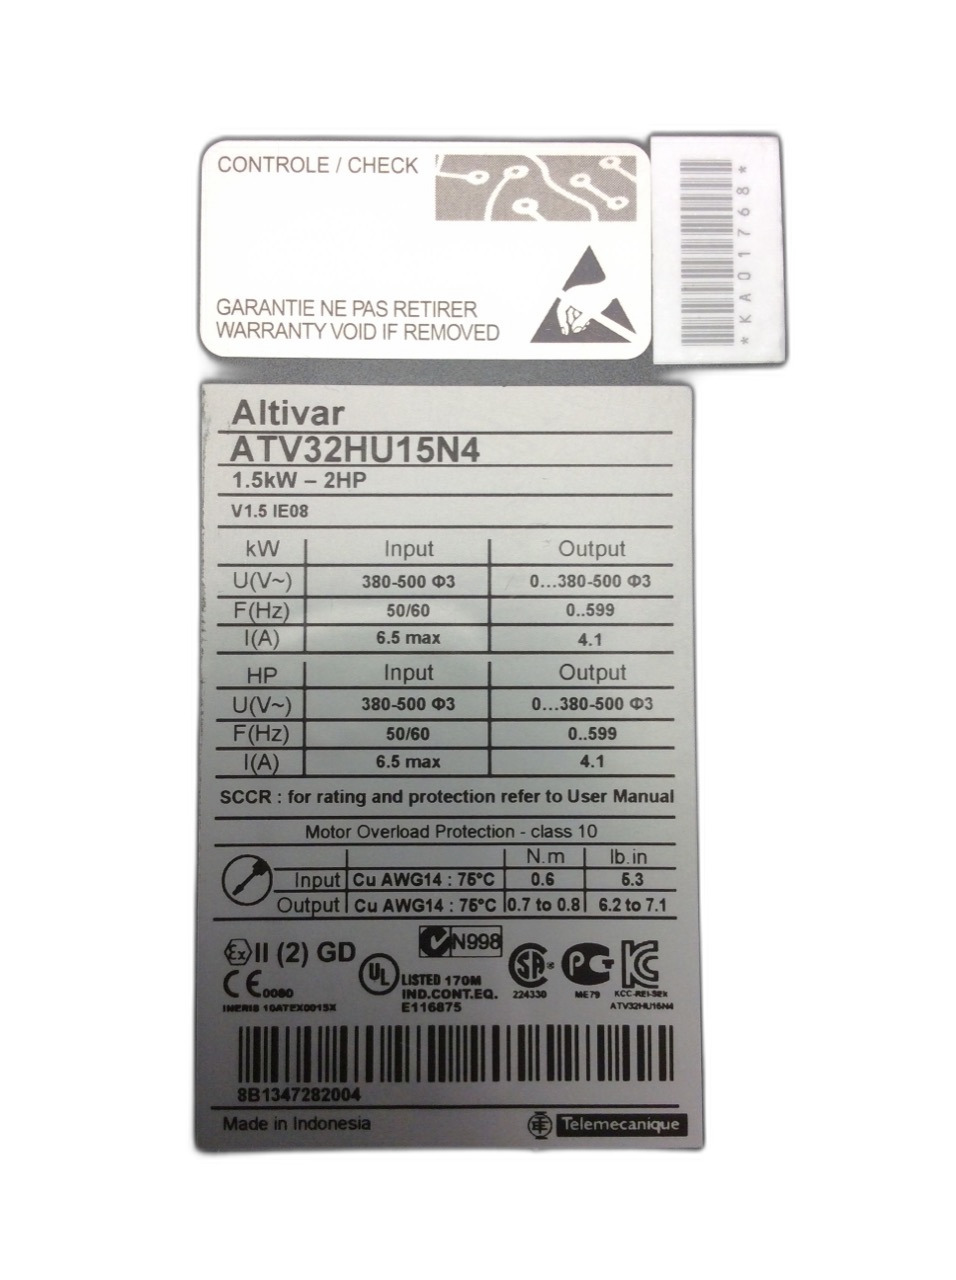 CONTROLE / CHECK
GARANTIE NE PAS RETIRER
WARRANTY VOID IF REMOVED
*KA01768*
Altivar
ATV32HU15N4
1.5kW – 2HP
V1.5 IE08
kW Input Output
U(V~) 380-500 Φ3 0...380-500 Φ3
F(Hz) 50/60 0..599
I(A) 6.5 max 4.1
HP Input Output
U(V~) 380-500 Φ3 0...380-500 Φ3
F(Hz) 50/60 0..599
I(A) 6.5 max 4.1
SCCR : for rating and protection refer to User Manual
Motor Overload Protection - class 10
N.m lb.in
Input Cu AWG14 : 75°C 0.6 5.3
Output Cu AWG14 : 75°C 0.7 to 0.8 6.2 to 7.1
Ex II (2) GD
CE 0080
INERIS 10ATEX0015X
N998
UL LISTED 170M
IND.CONT.EQ.
E116875
SA
224330
PCT
ME79
KC
KCC-REI-SEk
ATV32HU15N4
8B1347282004
Made in Indonesia
Telemecanique